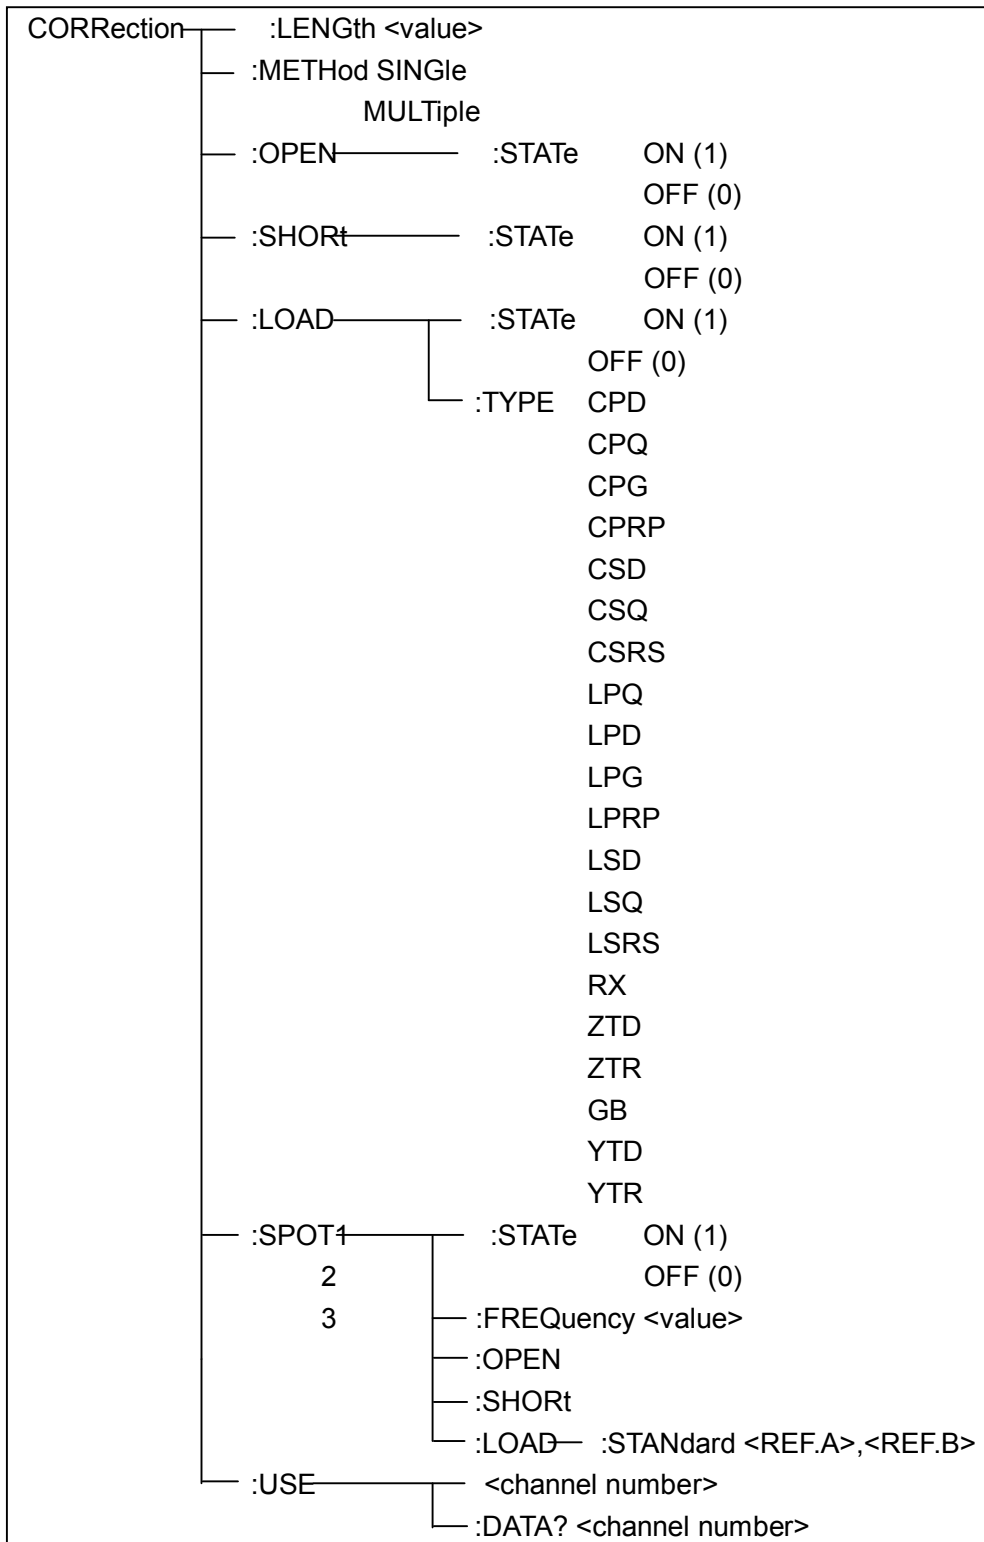 CORRection :LENGth <value>
:METHod SINGle
MULTiple
:OPEN :STATe ON (1)
OFF (0)
:SHORt :STATe ON (1)
OFF (0)
:LOAD :STATe ON (1)
OFF (0)
:TYPE CPD
CPQ
CPG
CPRP
CSD
CSQ
CSRS
LPQ
LPD
LPG
LPRP
LSD
LSQ
LSRS
RX
ZTD
ZTR
GB
YTD
YTR
:SPOT1 :STATe ON (1)
2 OFF (0)
3 :FREQuency <value>
:OPEN
:SHORt
:LOAD :STANdard <REF.A>,<REF.B>
:USE <channel number>
:DATA? <channel number>